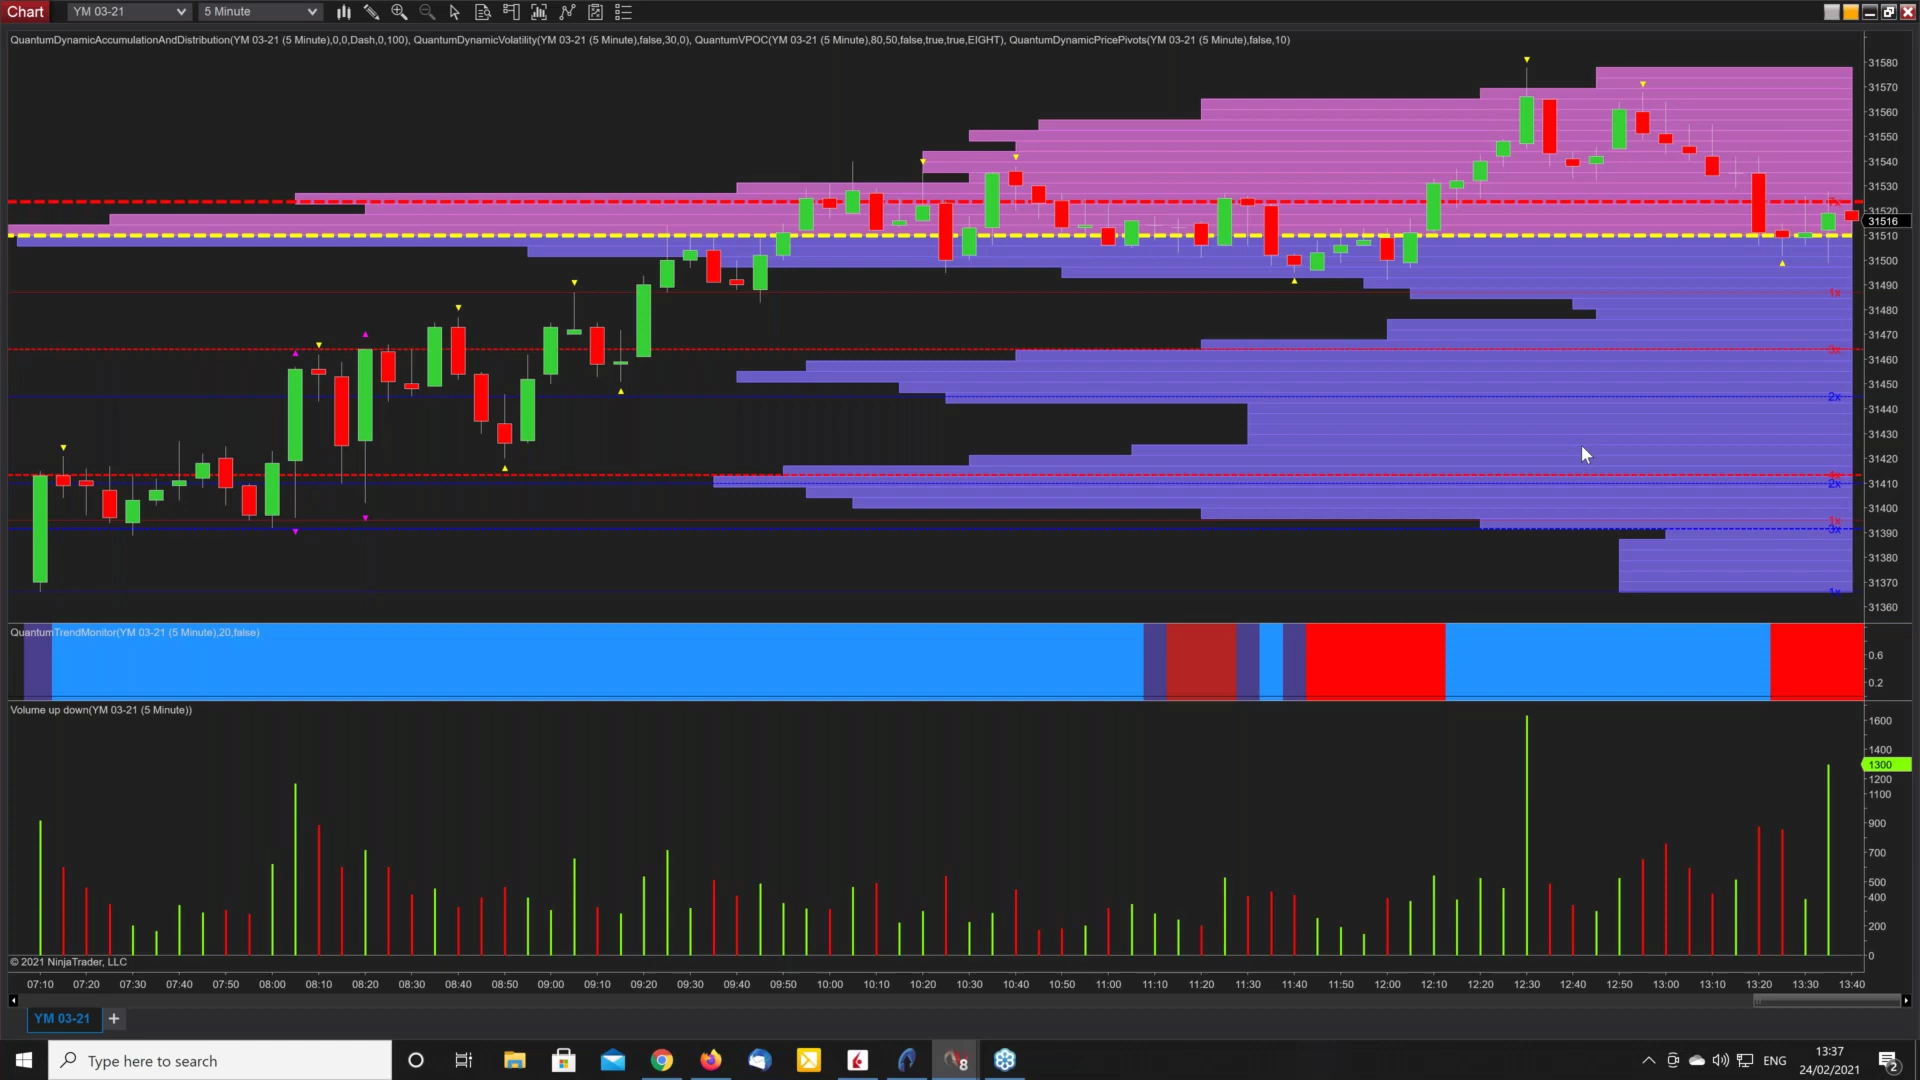 Chart YM 03-21 5 Minute
QuantumDynamicAccumulationAndDistribution(YM 03-21 (5 Minute),0,0,Dash,0,100), QuantumDynamicVolatility(YM 03-21 (5 Minute),false,30,0), QuantumVPOC(YM 03-21 (5 Minute),80,50,false,true,true,EIGHT), QuantumDynamicPricePivots(YM 03-21 (5 Minute),false,10)
31580
31570
31560
31550
31540
31530
31520
31516
31510
31500
31490
1x
31480
31470
31460
3x
31450
2x
31440
31430
31420
31410
2x
31400
1x
3x
31390
31380
31370
1x
31360
QuantumTrendMonitor(YM 03-21 (5 Minute),20,false)
0.6
0.2
Volume up down(YM 03-21 (5 Minute))
1600
1400
1300
1200
1100
900
700
500
400
200
0
© 2021 NinjaTrader, LLC
07:10 07:20 07:30 07:40 07:50 08:00 08:10 08:20 08:30 08:40 08:50 09:00 09:10 09:20 09:30 09:40 09:50 10:00 10:10 10:20 10:30 10:40 10:50 11:00 11:10 11:20 11:30 11:40 11:50 12:00 12:10 12:20 12:30 12:40 12:50 13:00 13:10 13:20 13:30 13:40
YM 03-21 +
Type here to search
8
ENG
13:37
24/02/2021
2